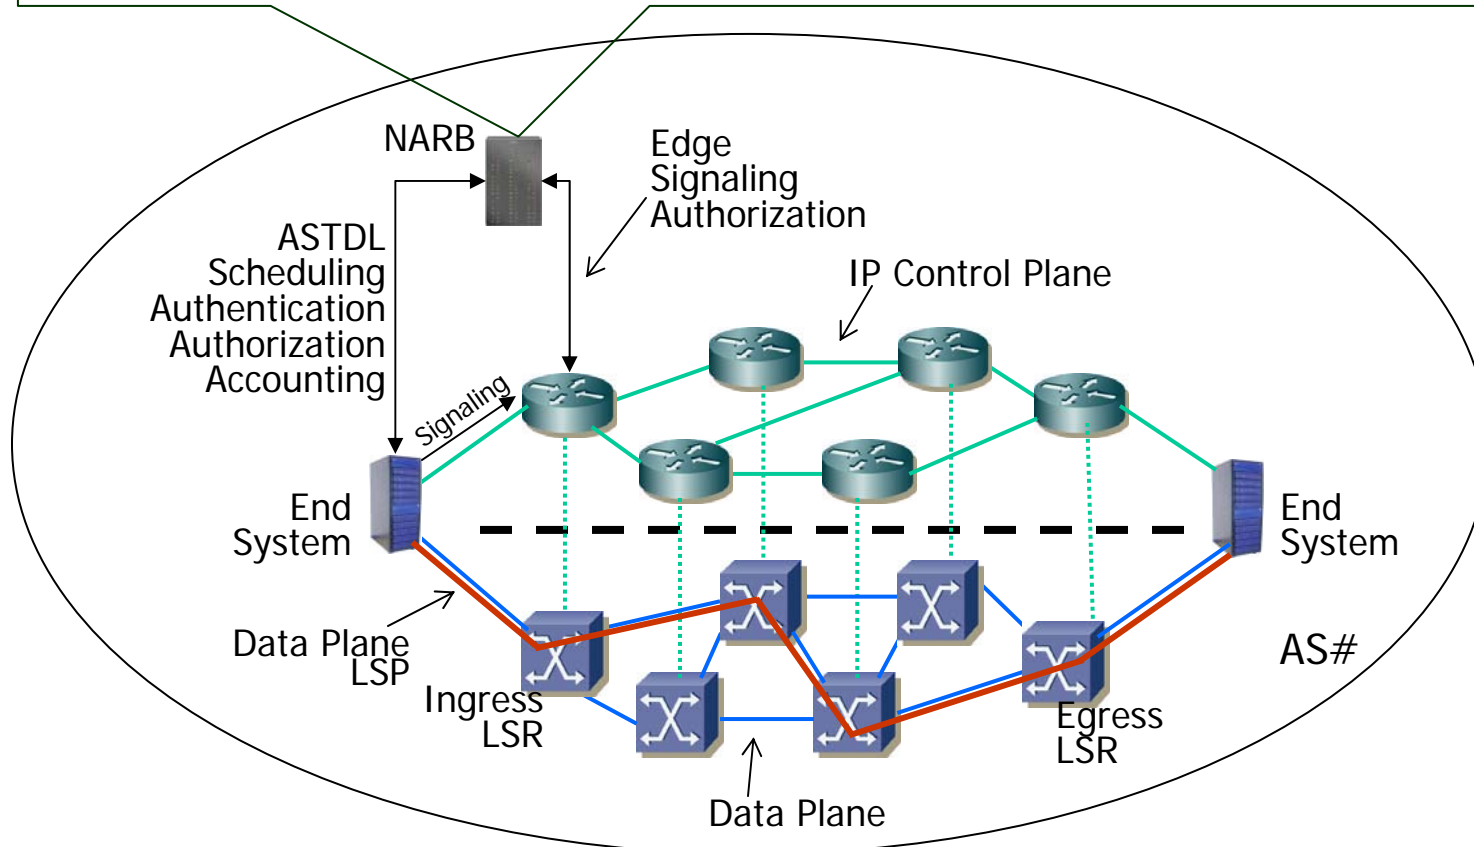 NARB
Edge
Signaling
Authorization
ASTDL
Scheduling
Authentication
Authorization
Accounting
IP Control Plane
Signaling
End
System
End
System
Data Plane
LSP
Ingress
LSR
Egress
LSR
AS#
Data Plane